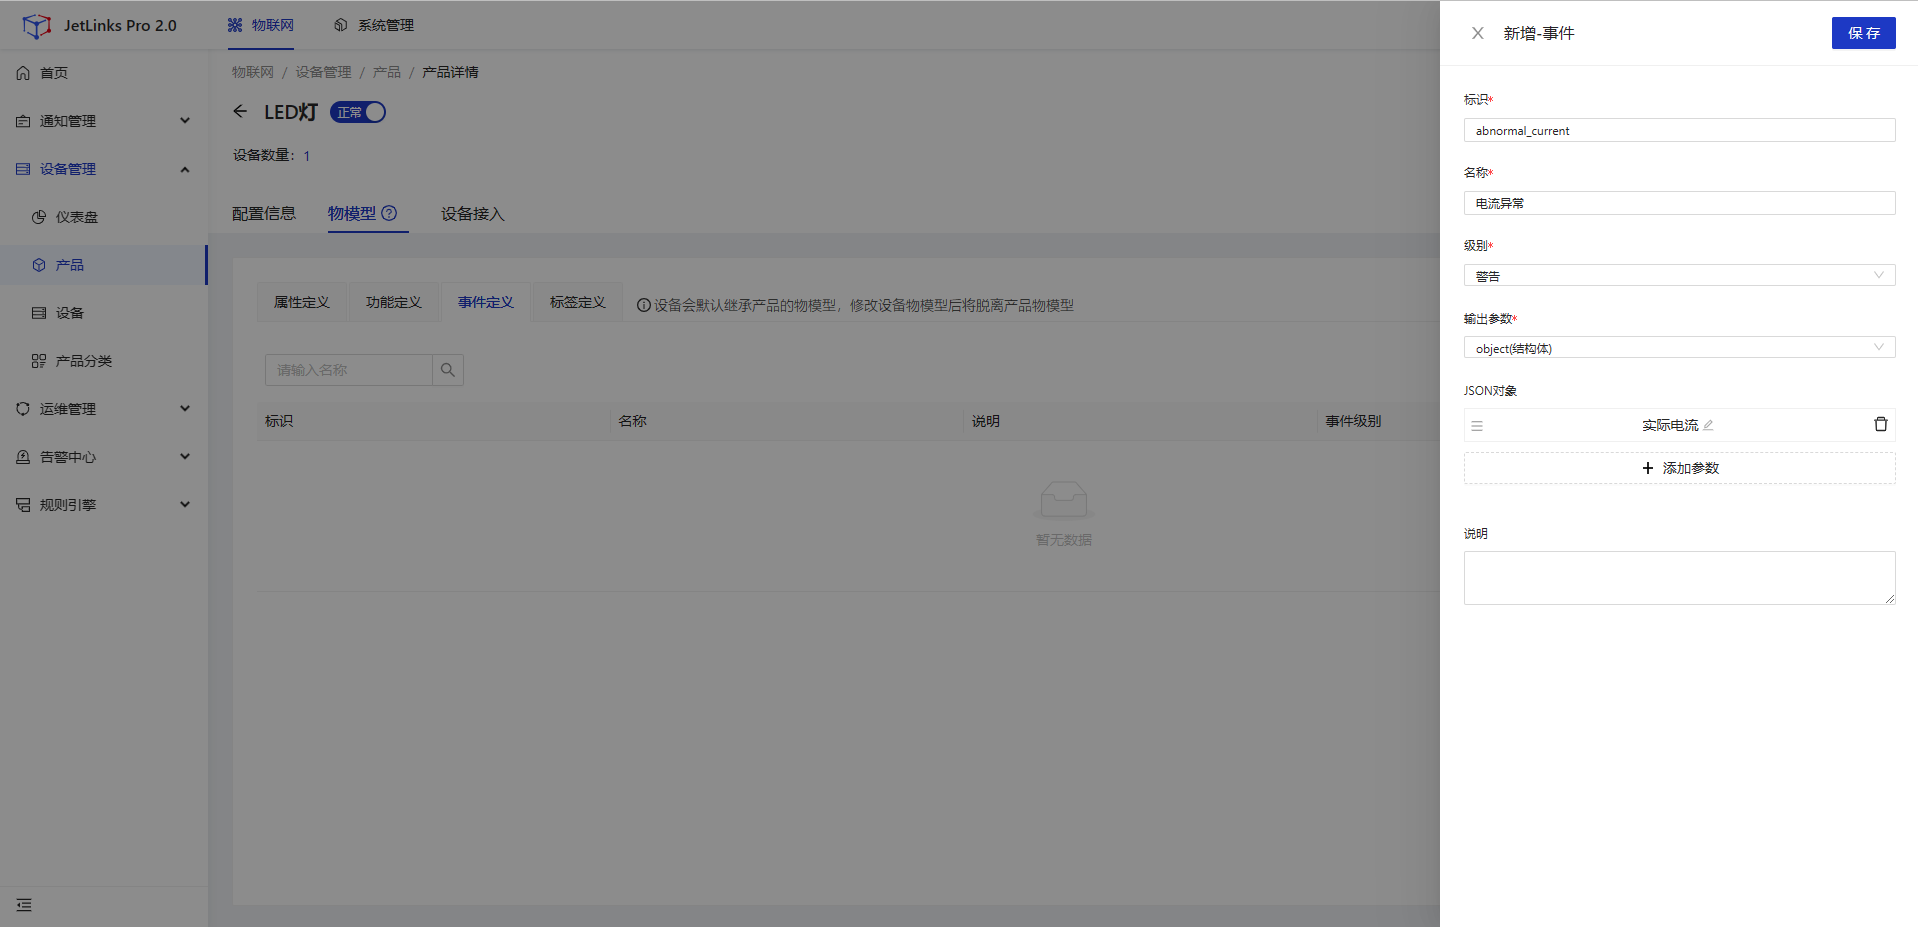 JetLinks Pro 2.0
物联网
系统管理
首页
通知管理
设备管理
仪表盘
产品
设备
产品分类
运维管理
告警中心
规则引擎
物联网 / 设备管理 / 产品 / 产品详情
LED灯 正常
设备数量： 1
配置信息 物模型 设备接入
属性定义 功能定义 事件定义 标签定义 设备会默认继承产品的物模型，修改设备物模型后将脱离产品物模型
请输入名称
标识 名称 说明 事件级别
暂无数据
新增-事件 保 存
标识*
abnormal_current
名称*
电流异常
级别*
警告
输出参数*
object(结构体)
JSON对象
实际电流
添加参数
说明